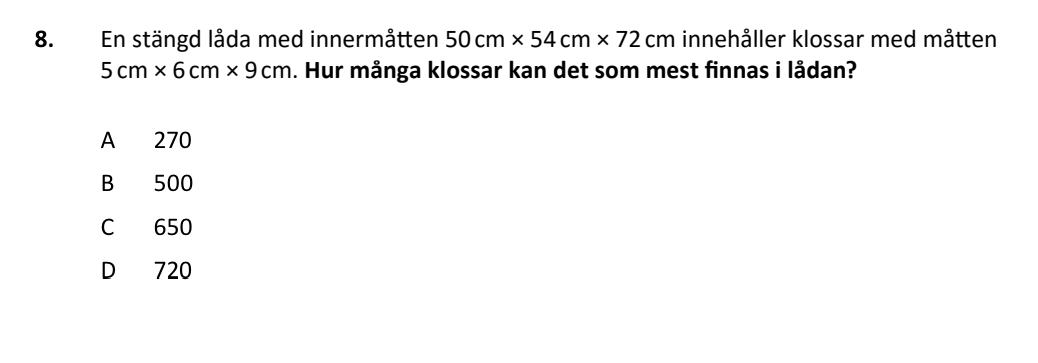 8. En stängd låda med innermåtten 50 cm × 54 cm × 72 cm innehåller klossar med måtten
5 cm × 6 cm × 9 cm. Hur många klossar kan det som mest finnas i lådan?
A 270
B 500
C 650
D 720